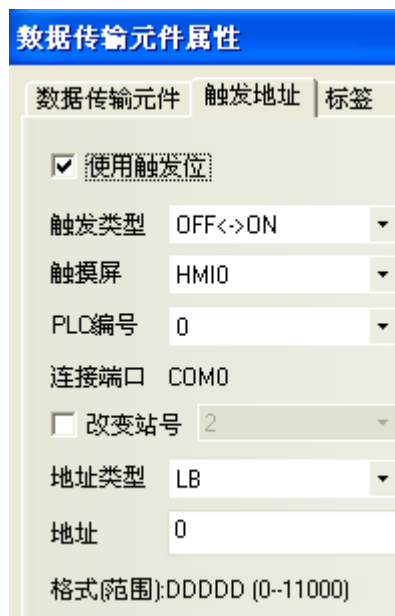 数据传输元件属性
数据传输元件 触发地址 标签
使用触发位
触发类型 OFF<->ON
触摸屏 HMI0
PLC编号 0
连接端口 COM0
改变站号 2
地址类型 LB
地址 0
格式(范围):DDDDD (0--11000)